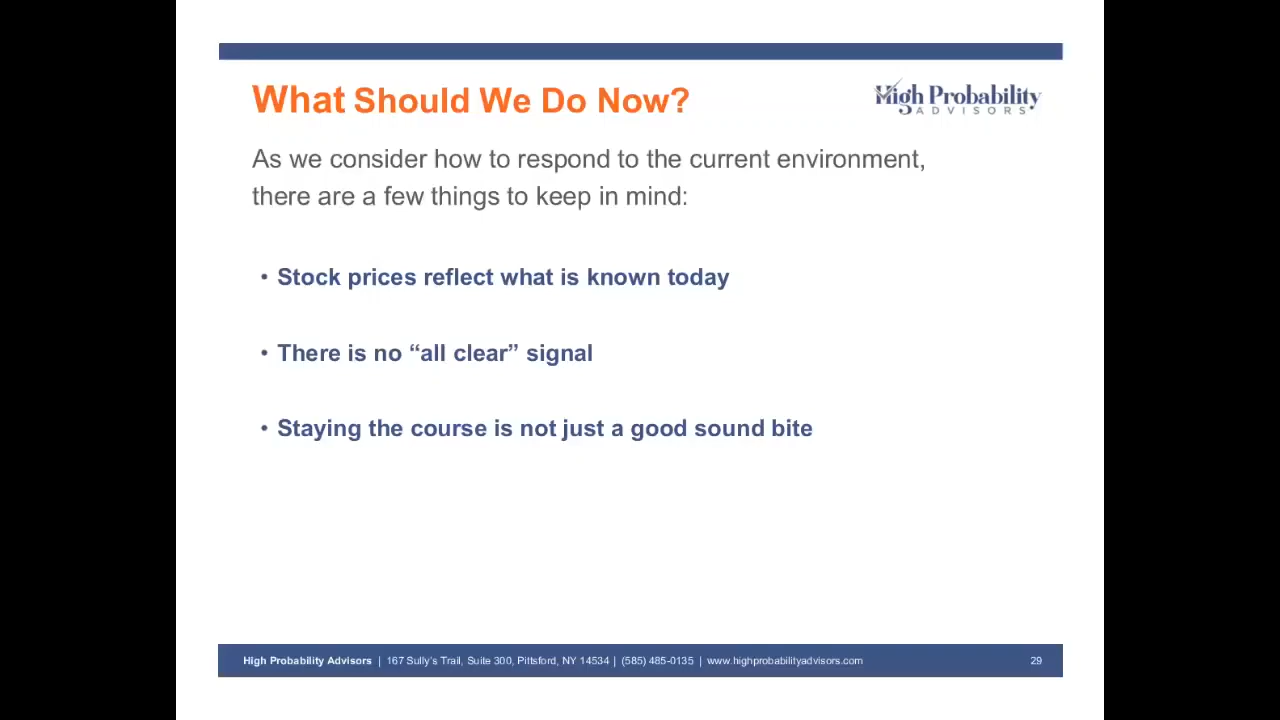 What Should We Do Now?
High Probability
ADVISORS
As we consider how to respond to the current environment,
there are a few things to keep in mind:
• Stock prices reflect what is known today
• There is no “all clear” signal
• Staying the course is not just a good sound bite
High Probability Advisors | 167 Sully's Trail, Suite 300, Pittsford, NY 14534 | (585) 485-0135 | www.highprobabilityadvisors.com 29